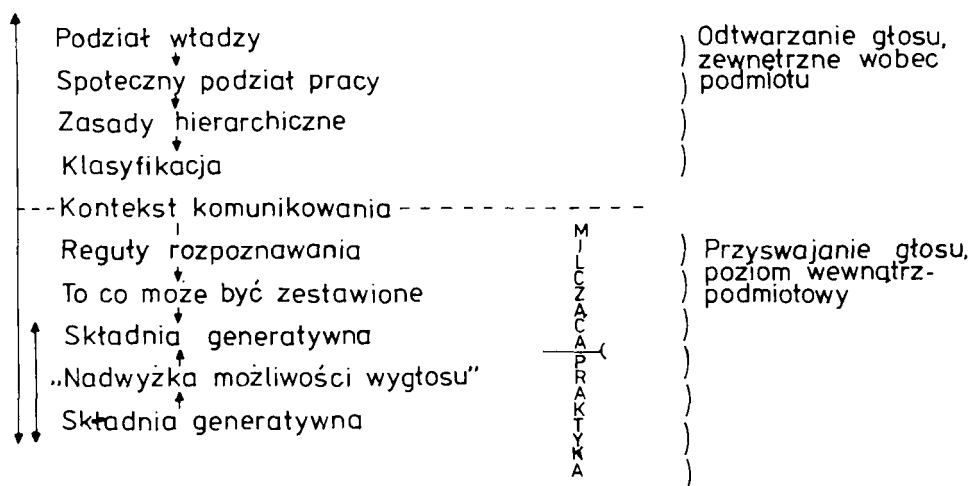 Podział władzy
Społeczny podział pracy
Zasady hierarchiczne
Klasyfikacja
Kontekst komunikowania
Reguły rozpoznawania
To co może być zestawione
Składnia generatywna
„Nadwyżka możliwości wygłosu”
Składnia generatywna
MILCZĄCA PRAKTYKA
Odtwarzanie głosu,
zewnętrzne wobec
podmiotu
Przyswajanie głosu,
poziom wewnątrz-
podmiotowy